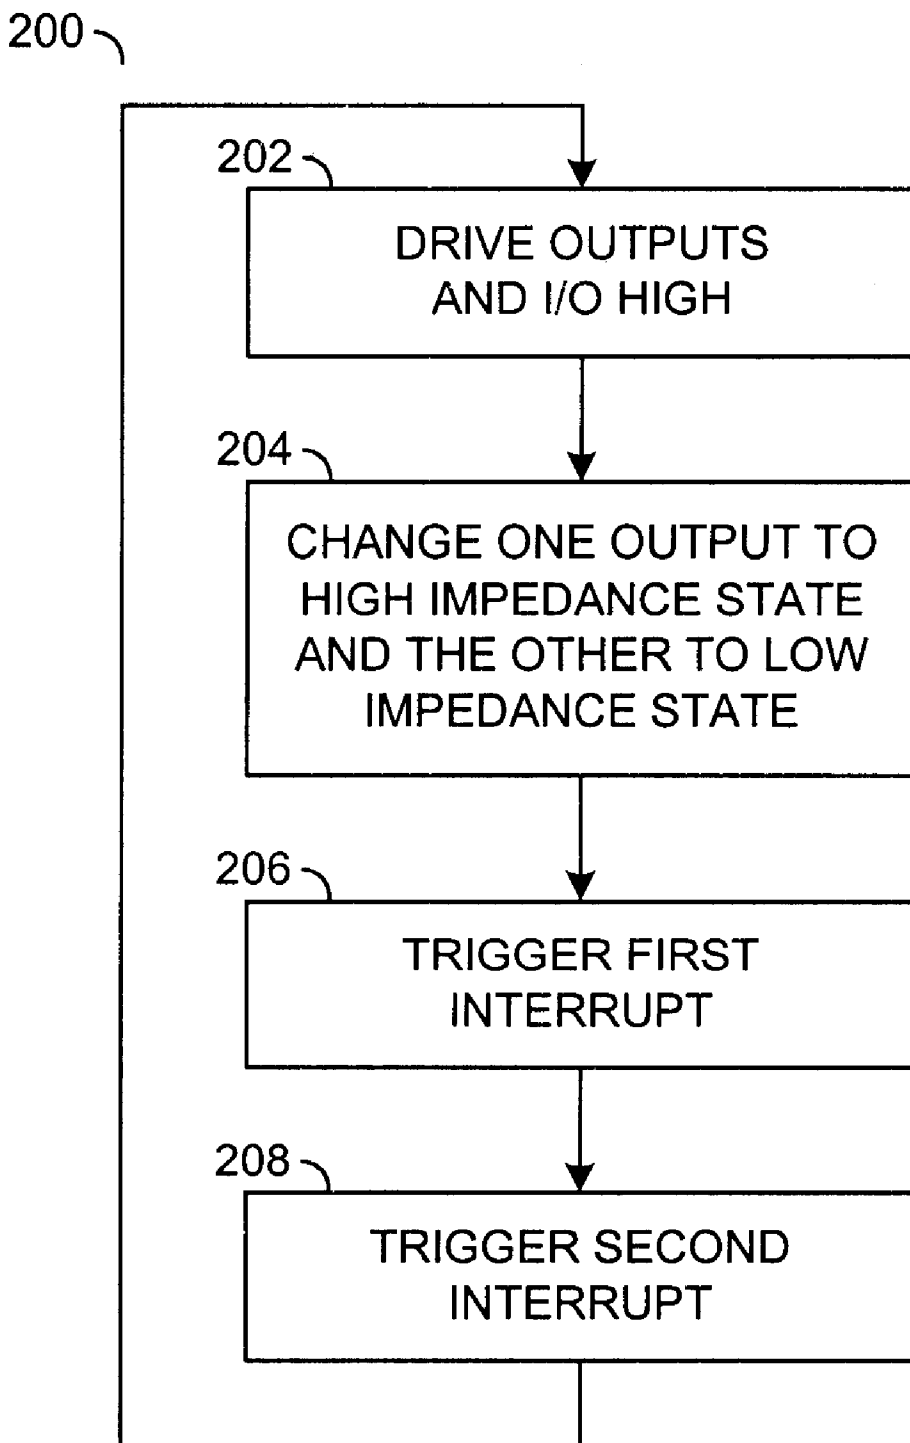 200
202
DRIVE OUTPUTS
AND I/O HIGH
204
CHANGE ONE OUTPUT TO
HIGH IMPEDANCE STATE
AND THE OTHER TO LOW
IMPEDANCE STATE
206
TRIGGER FIRST
INTERRUPT
208
TRIGGER SECOND
INTERRUPT